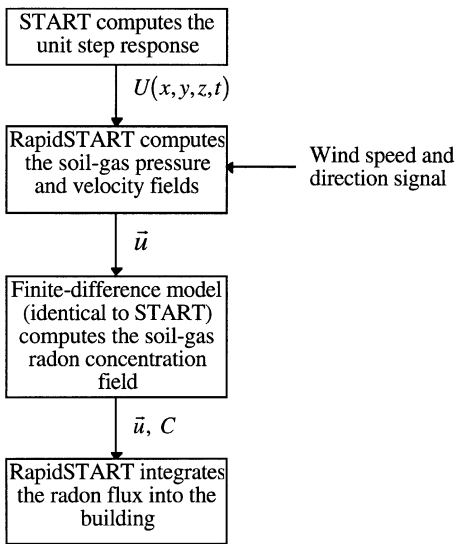 START computes the
unit step response
U(x,y,z,t)
RapidSTART computes
the soil-gas pressure
and velocity fields
Wind speed and
direction signal
u⃗
Finite-difference model
(identical to START)
computes the soil-gas
radon concentration
field
u⃗, C
RapidSTART integrates
the radon flux into the
building